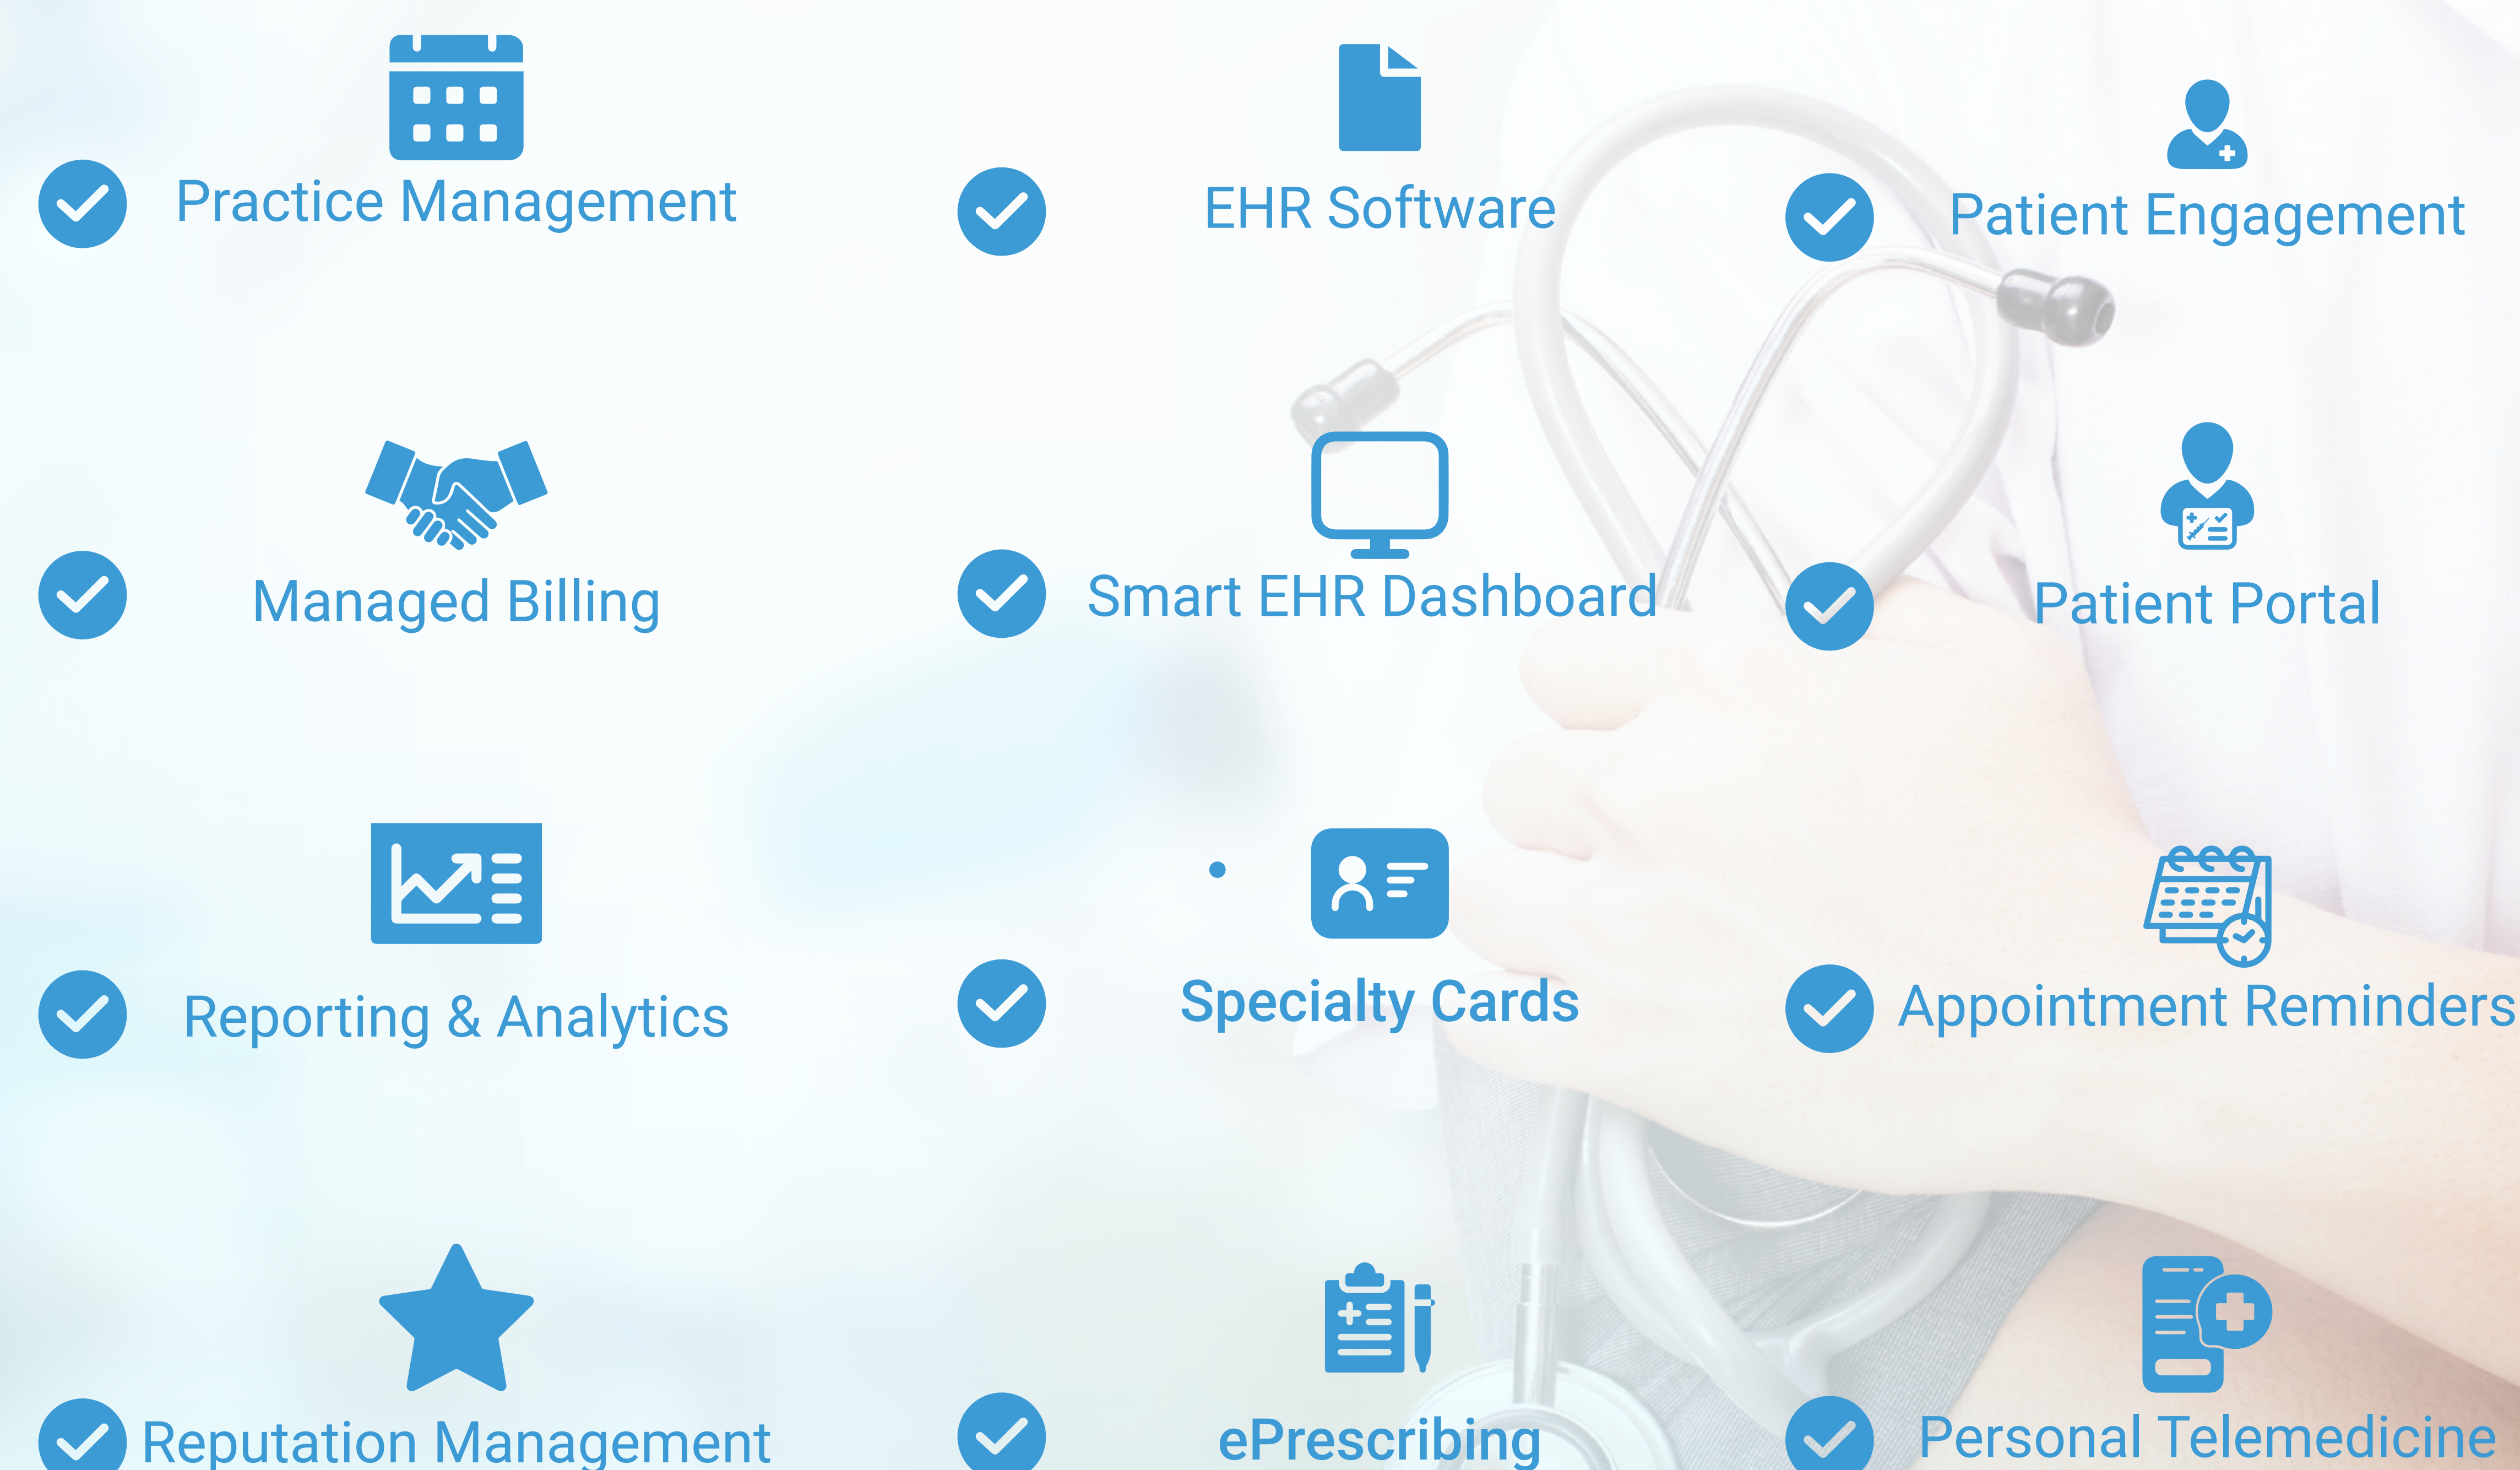 Practice Management
EHR Software
Patient Engagement
Managed Billing
Smart EHR Dashboard
Patient Portal
Reporting & Analytics
Specialty Cards
Appointment Reminders
Reputation Management
ePrescribing
Personal Telemedicine